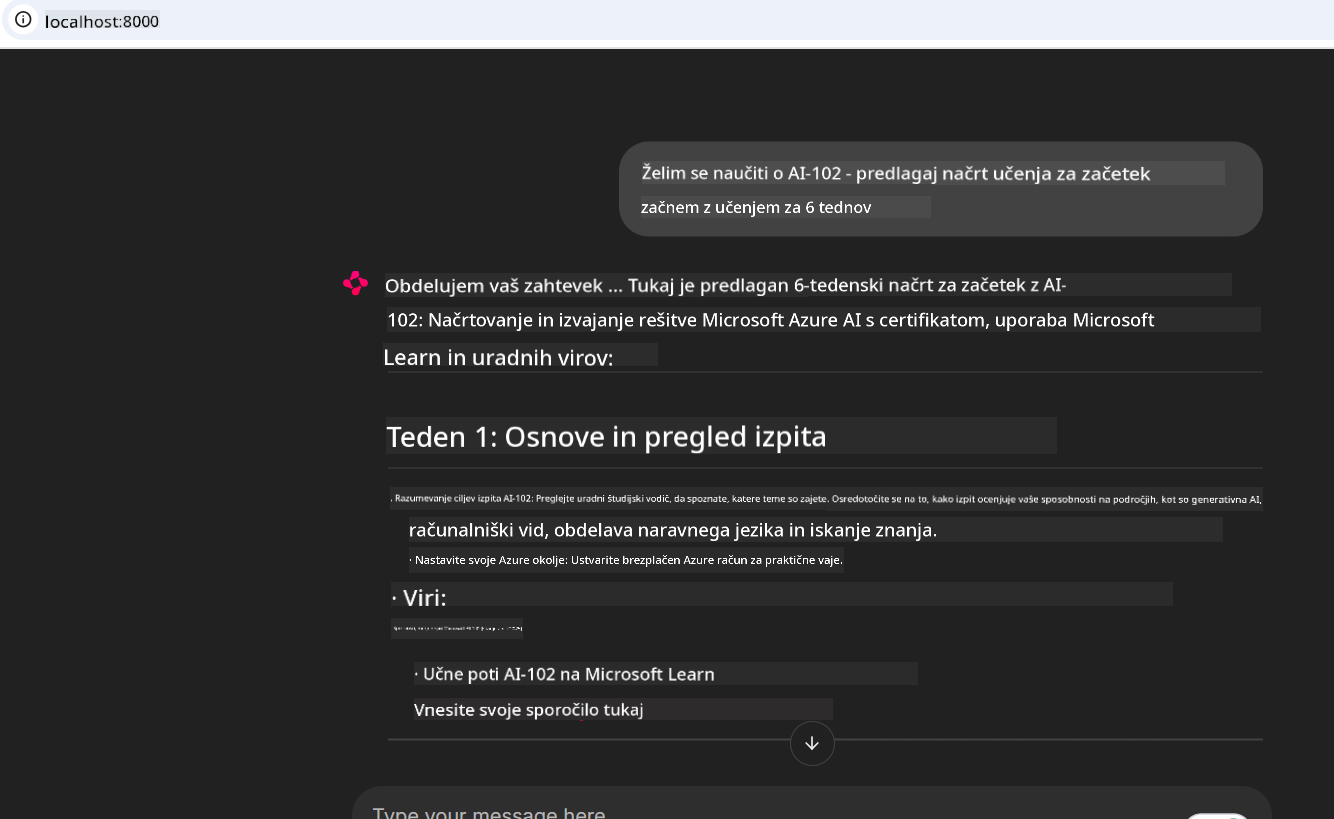 localhost:8000
Želim se naučiti o AI-102 - predlagaj načrt učenja za začetek
začnem z učenjem za 6 tednov
Obdelujem vaš zahtevek ... Tukaj je predlagan 6-tedenski načrt za začetek z AI-
102: Načrtovanje in izvajanje rešitve Microsoft Azure AI s certifikatom, uporaba Microsoft
Learn in uradnih virov:
Teden 1: Osnove in pregled izpita
. Razumevanje ciljev izpita AI-102: Preglejte uradni študijski vodič, da spoznate, katere teme so zajete. Osredotočite se na to, kako izpit ocenjuje vaše sposobnosti na področjih, kot so generativna AI,
računalniški vid, obdelava naravnega jezika in iskanje znanja.
· Nastavite svoje Azure okolje: Ustvarite brezplačen Azure račun za praktične vaje.
· Viri:
· Učne poti AI-102 na Microsoft Learn
Vnesite svoje sporočilo tukaj
Type your message here